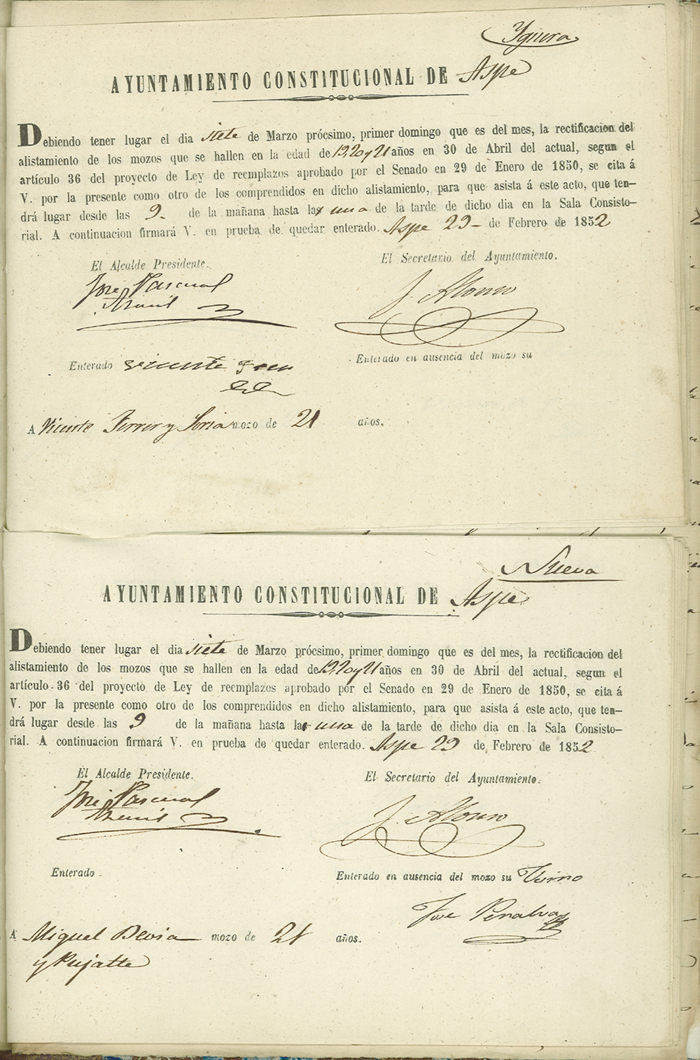 AYUNTAMIENTO CONSTITUCIONAL DE Aspe
Debiendo tener lugar el dia siete de Marzo prócsimo, primer domingo que es del mes, la rectificacion del
alistamiento de los mozos que se hallen en la edad de 19, 20 y 21 años en 30 de Abril del actual, segun el
artículo 36 del proyecto de Ley de reemplazos aprobado por el Senado en 29 de Enero de 1850, se cita á
V. por la presente como otro de los comprendidos en dicho alistamiento, para que asista á este acto, que ten-
drá lugar desde las 9 de la mañana hasta la una de la tarde de dicho dia en la Sala Consisto-
rial. A continuacion firmará V. en prueba de quedar enterado. Aspe 29 de Febrero de 1852
El Alcalde Presidente. El Secretario del Ayuntamiento.
José Pascual J. Alonso
Enterado Vicente Enterado en ausencia del mozo su
A Vicente Ferrer y Soria mozo de 21 años.
Nueva
AYUNTAMIENTO CONSTITUCIONAL DE Aspe
Debiendo tener lugar el dia siete de Marzo prócsimo, primer domingo que es del mes, la rectificacion del
alistamiento de los mozos que se hallen en la edad de 19, 20 y 21 años en 30 de Abril del actual, segun el
artículo 36 del proyecto de Ley de reemplazos aprobado por el Senado en 29 de Enero de 1850, se cita á
V. por la presente como otro de los comprendidos en dicho alistamiento, para que asista á este acto, que ten-
drá lugar desde las 9 de la mañana hasta la una de la tarde de dicho dia en la Sala Consisto-
rial. A continuacion firmará V. en prueba de quedar enterado. Aspe 29 de Febrero de 1852
El Alcalde Presidente. El Secretario del Ayuntamiento.
José Pascual J. Alonso
Enterado Enterado en ausencia del mozo su
Jose Penalva
A Miguel mozo de 21 años.
y Pujalte